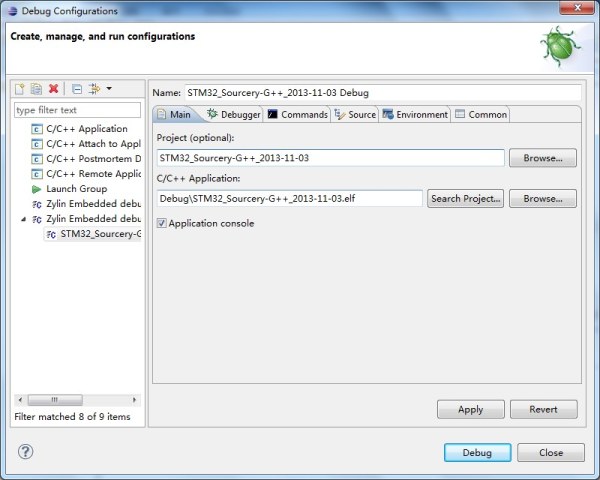 Debug Configurations
Create, manage, and run configurations
type filter text
C/C++ Application
C/C++ Attach to Appl
C/C++ Postmortem D
C/C++ Remote Applic
Launch Group
Zylin Embedded debu
Zylin Embedded debu
STM32_Sourcery-G
Filter matched 8 of 9 items
Name: STM32_Sourcery-G++_2013-11-03 Debug
Main Debugger Commands Source Environment Common
Project (optional):
STM32_Sourcery-G++_2013-11-03 Browse...
C/C++ Application:
Debug\STM32_Sourcery-G++_2013-11-03.elf Search Project... Browse...
Application console
Apply Revert
Debug Close